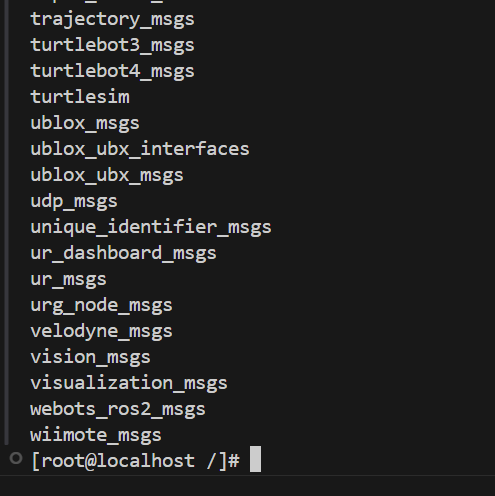 trajectory_msgs
turtlebot3_msgs
turtlebot4_msgs
turtlesim
ublox_msgs
ublox_ubx_interfaces
ublox_ubx_msgs
udp_msgs
unique_identifier_msgs
ur_dashboard_msgs
ur_msgs
urg_node_msgs
velodyne_msgs
vision_msgs
visualization_msgs
webots_ros2_msgs
wiimote_msgs
[root@localhost /]#